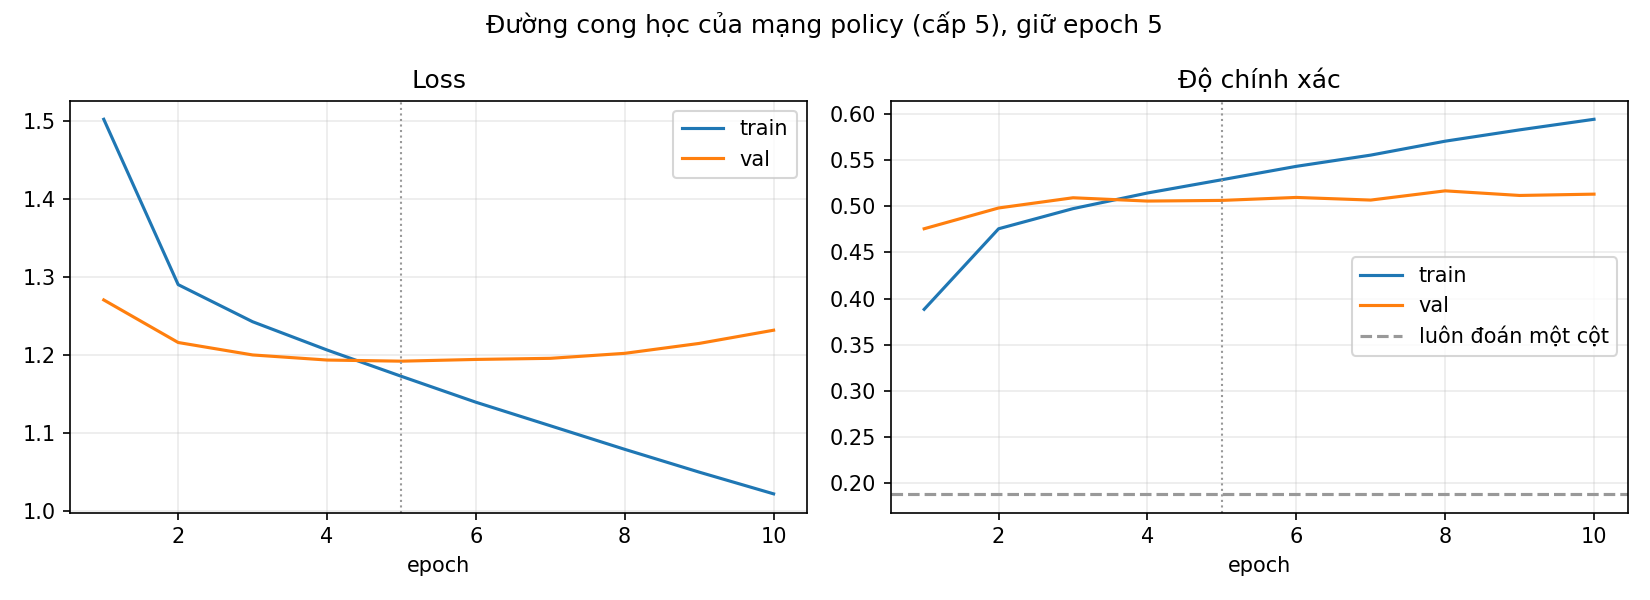 Đường cong học của mạng policy (cấp 5), giữ epoch 5
Loss
1.5
1.4
1.3
1.2
1.1
1.0
2
4
6
8
10
epoch
train
val
Độ chính xác
0.60
0.55
0.50
0.45
0.40
0.35
0.30
0.25
0.20
2
4
6
8
10
epoch
train
val
luôn đoán một cột